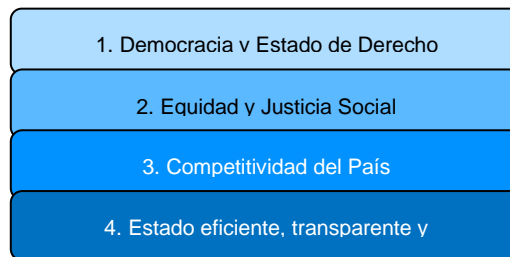 1. Democracia y Estado de Derecho
2. Equidad y Justicia Social
3. Competitividad del País
4. Estado eficiente, transparente y